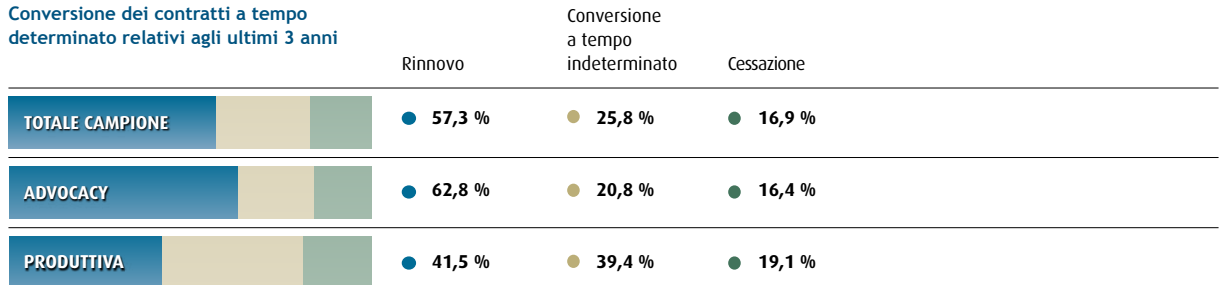 Conversione dei contratti a tempo
determinato relativi agli ultimi 3 anni
Rinnovo
Conversione
a tempo
indeterminato
Cessazione
TOTALE CAMPIONE 57,3 % 25,8 % 16,9 %
ADVOCACY 62,8 % 20,8 % 16,4 %
PRODUTTIVA 41,5 % 39,4 % 19,1 %